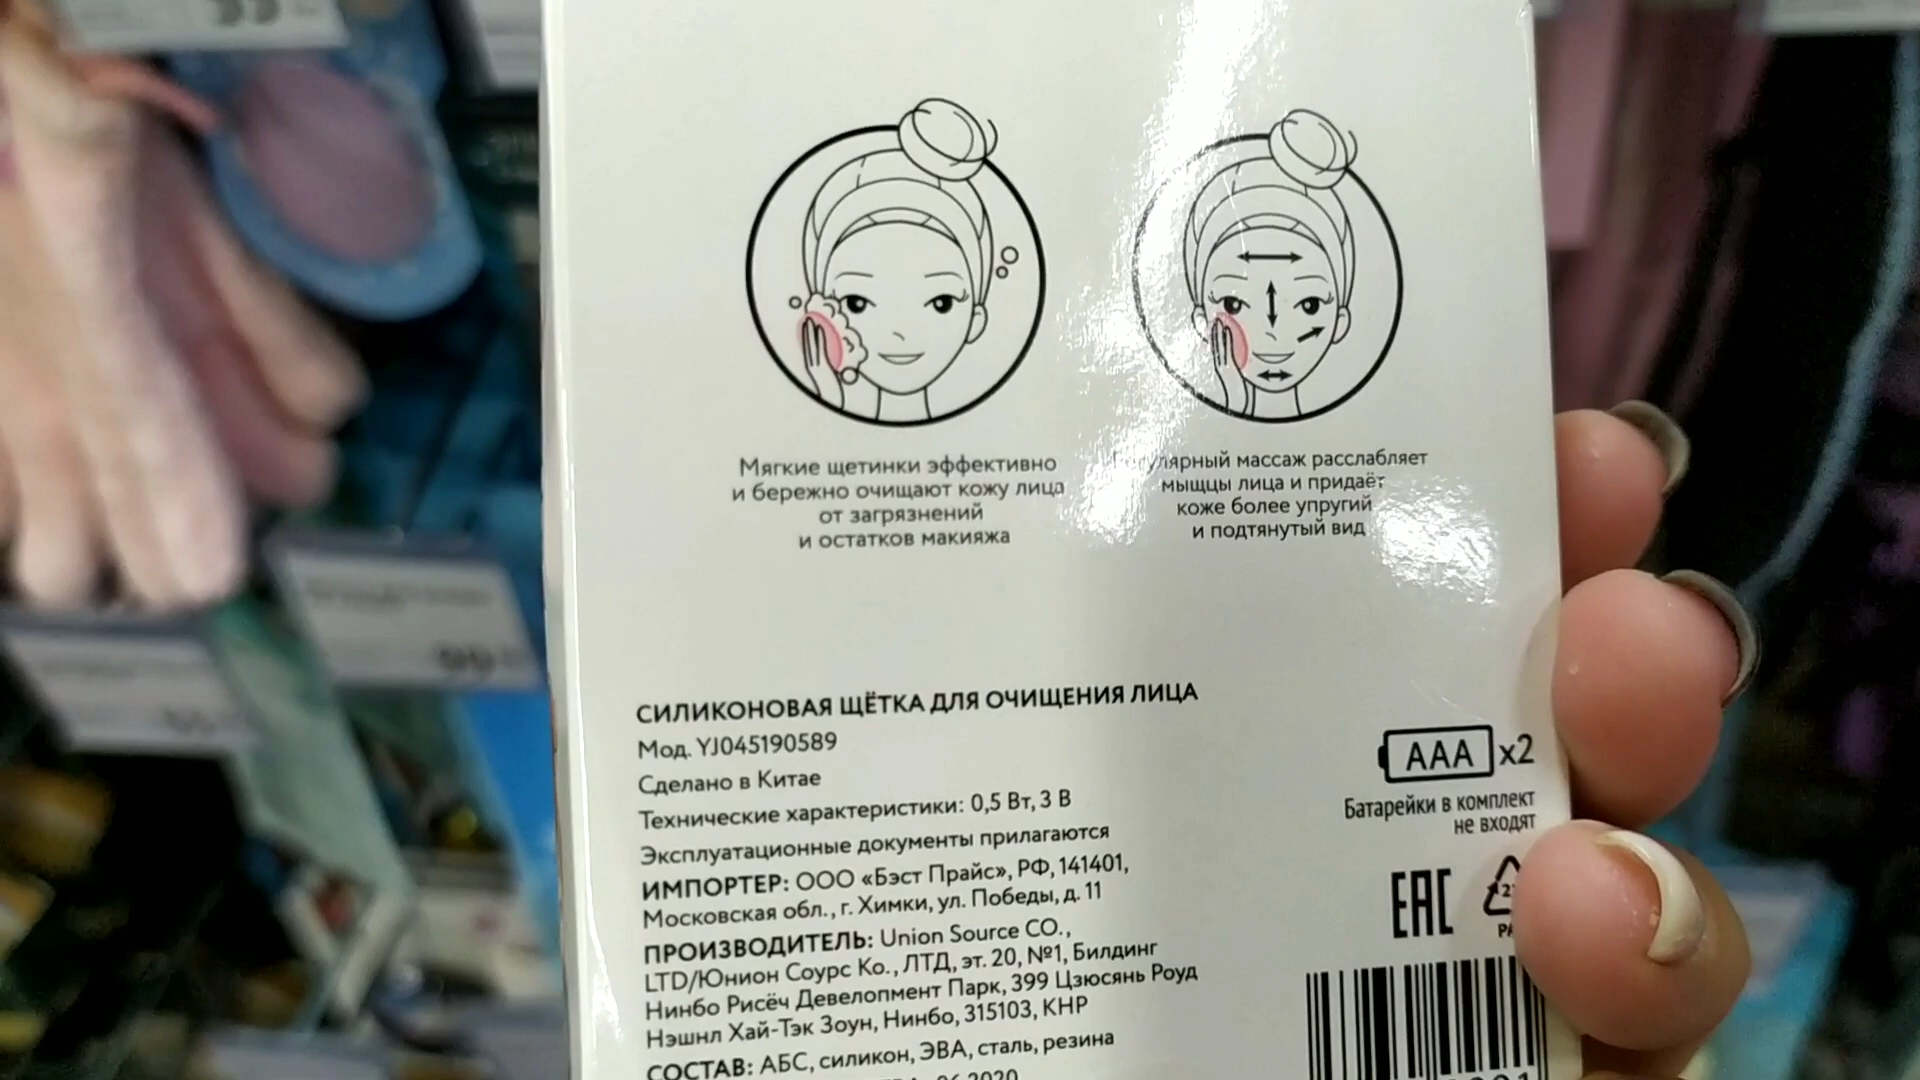 Мягкие щетинки эффективно
и бережно очищают кожу лица
от загрязнений
и остатков макияжа
массаж расслабляет
мыщцы лица и придаёт
коже более упругий
и подтянутый вид
СИЛИКОНОВАЯ ЩЁТКА ДЛЯ ОЧИЩЕНИЯ ЛИЦА
Мод. YJ045190589
Сделано в Китае
Технические характеристики: 0,5 Вт, 3 В
Эксплуатационные документы прилагаются
ИМПОРТЕР: ООО «Бэст Прайс», РФ, 141401,
Московская обл., г. Химки, ул. Победы, д. 11
ПРОИЗВОДИТЕЛЬ: Union Source CO.,
LTD/Юнион Соурс Ко., ЛТД, эт. 20, №1, Билдинг
Нинбо Рисёч Девелопмент Парк, 399 Цзюсянь Роуд
Нэшнл Хай-Тэк Зоун, Нинбо, 315103, КНР
СОСТАВ: АБС, силикон, ЭВА, сталь, резина
06.2020
AAA x2
Батарейки в комплект
не входят
EAC